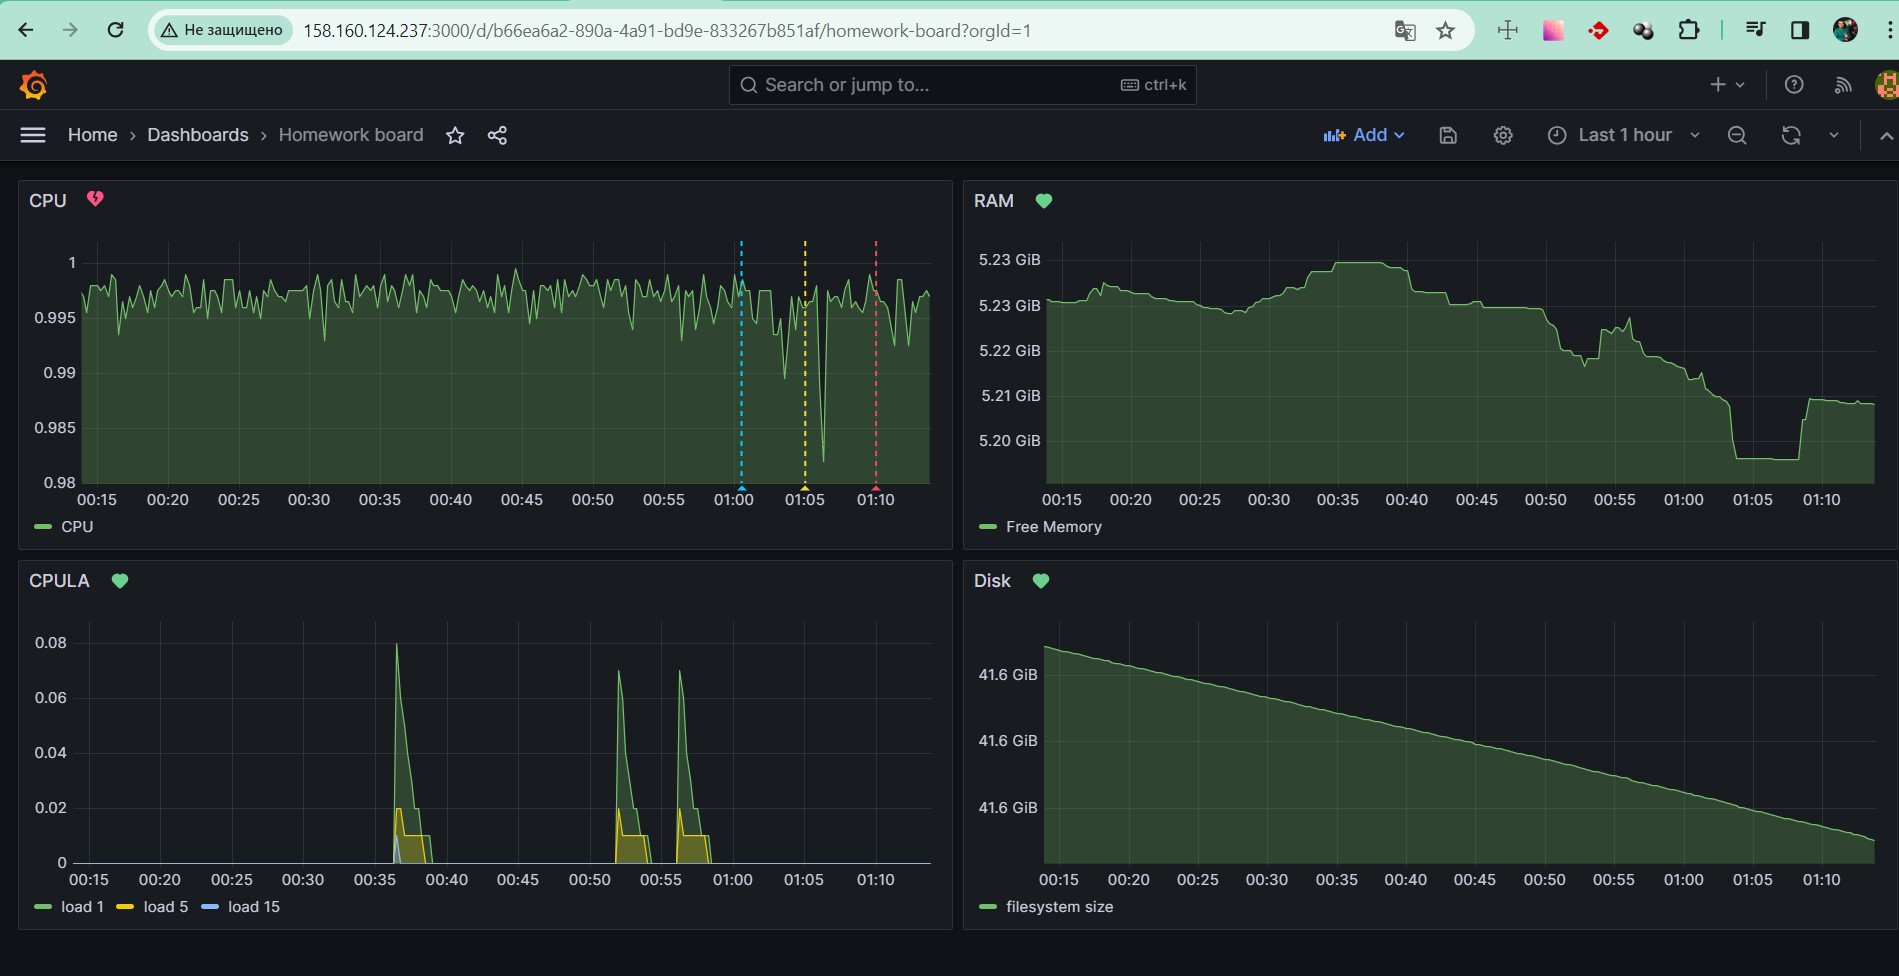 Не защищено 158.160.124.237:3000/d/b66ea6a2-890a-4a91-bd9e-833267b851af/homework-board?orgId=1
Search or jump to... ctrl+k
Home › Dashboards › Homework board Add Last 1 hour
CPU
1
0.995
0.99
0.985
0.98
00:15 00:20 00:25 00:30 00:35 00:40 00:45 00:50 00:55 01:00 01:05 01:10
CPU
RAM
5.23 GiB
5.23 GiB
5.22 GiB
5.21 GiB
5.20 GiB
00:15 00:20 00:25 00:30 00:35 00:40 00:45 00:50 00:55 01:00 01:05 01:10
Free Memory
CPULA
0.08
0.06
0.04
0.02
0
00:15 00:20 00:25 00:30 00:35 00:40 00:45 00:50 00:55 01:00 01:05 01:10
load 1 load 5 load 15
Disk
41.6 GiB
41.6 GiB
41.6 GiB
00:15 00:20 00:25 00:30 00:35 00:40 00:45 00:50 00:55 01:00 01:05 01:10
filesystem size